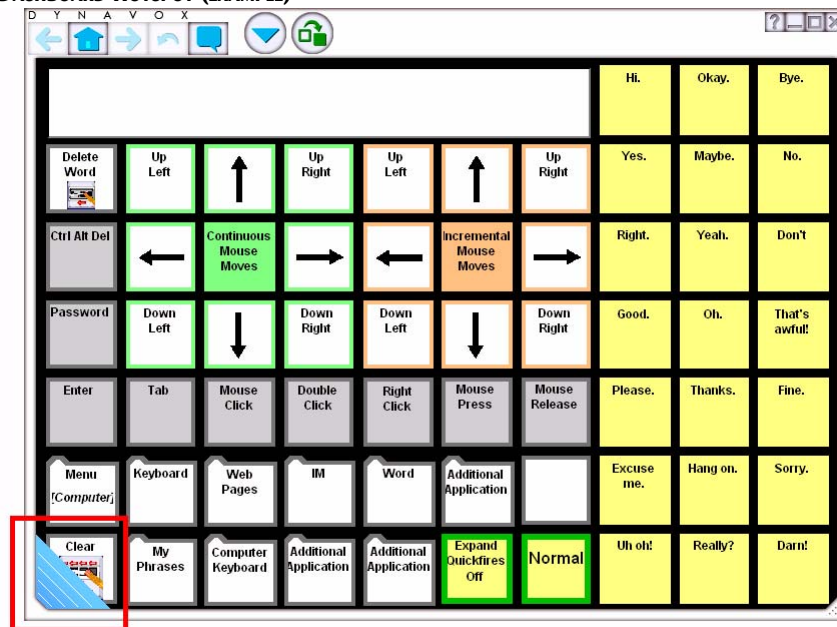 DASHBOARD HOTSPOT (EXAMPLE)
D Y N A V O X
?
Hi.
Okay.
Bye.
Delete
Word
Up
Left
Up
Right
Up
Left
Up
Right
Yes.
Maybe.
No.
Ctrl Alt Del
Continuous
Mouse
Moves
Incremental
Mouse
Moves
Right.
Yeah.
Don't
Password
Down
Left
Down
Right
Down
Left
Down
Right
Good.
Oh.
That's
awful!
Enter
Tab
Mouse
Click
Double
Click
Right
Click
Mouse
Press
Mouse
Release
Please.
Thanks.
Fine.
Menu
[Computer]
Keyboard
Web
Pages
IM
Word
Additional
Application
Excuse
me.
Hang on.
Sorry.
Clear
My
Phrases
Computer
Keyboard
Additional
Application
Additional
Application
Expand
Quickfires
Off
Normal
Uh oh!
Really?
Darn!